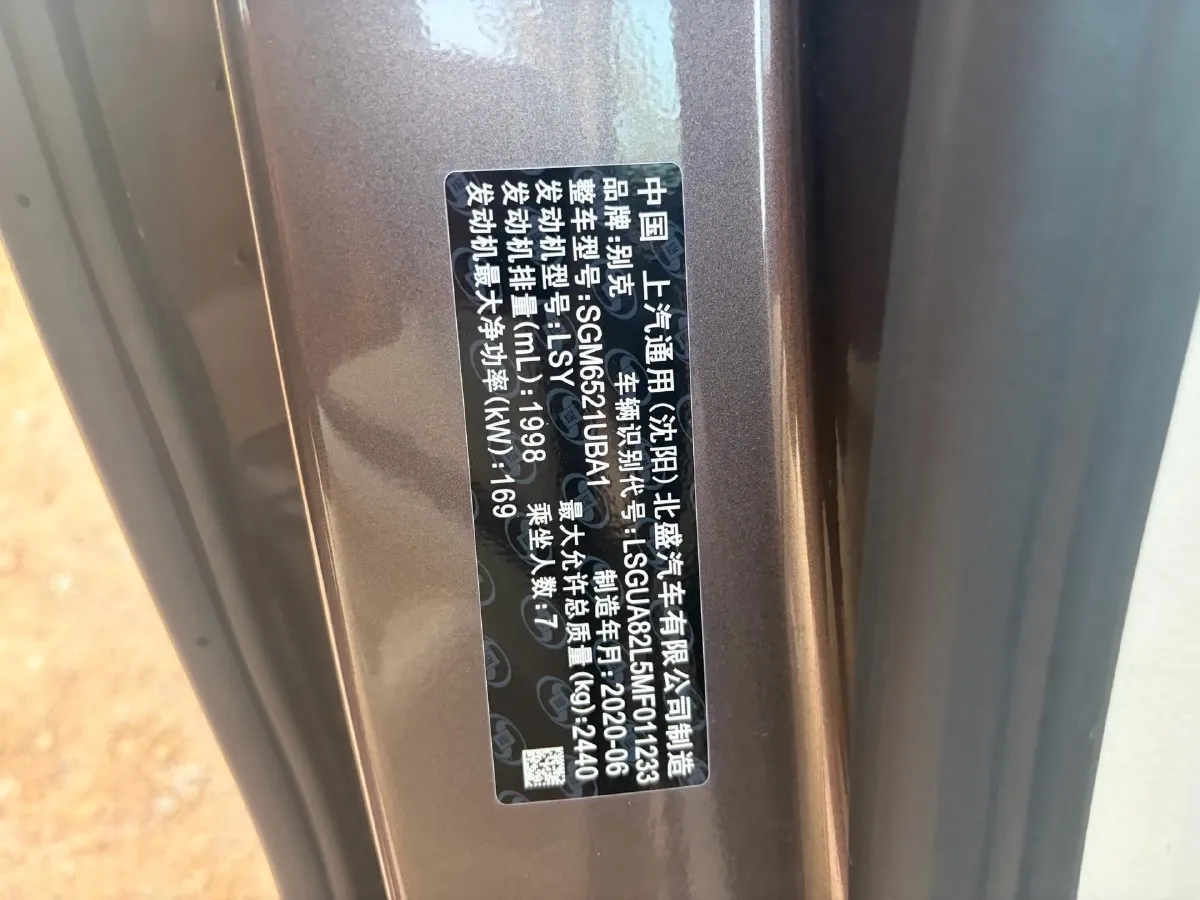 中国 上汽通用(沈阳)北盛汽车有限公司制造
品牌:别克 车辆识别代号:LSGUA82L5MF011233
整车型号:SGM6521UBA1 制造年月:2020-06
发动机型号:LSY 最大允许总质量(kg):2440
发动机排量(mL):1998 乘坐人数:7
发动机最大净功率(kW):169